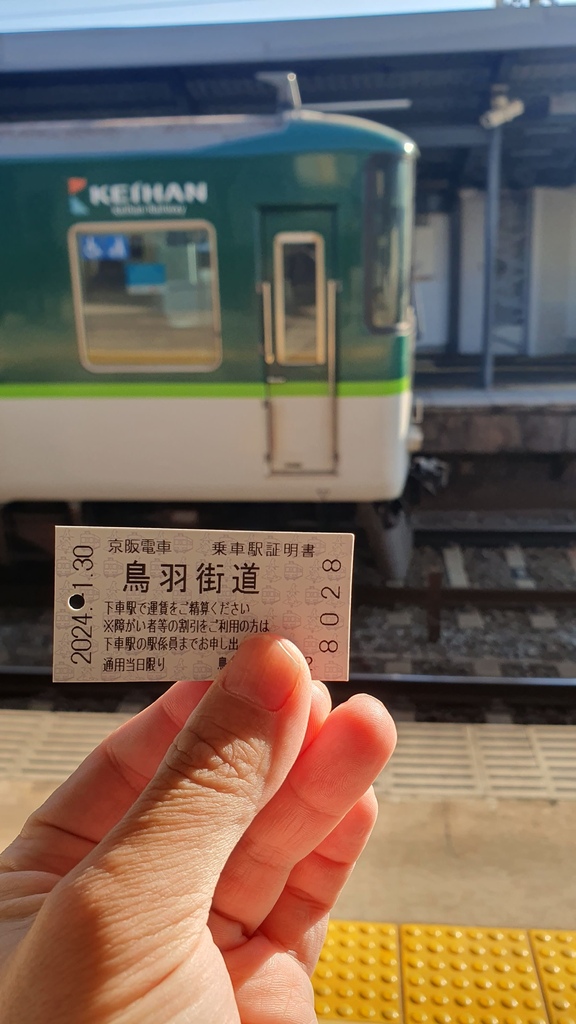 KEIHAN
京阪電車 乗車駅証明書
鳥羽街道
下車駅で運賃をご精算ください
※障がい者等の割引をご利用の方は
下車駅の駅係員までお申し出
通用当日限り 鳥
2024.11.30
8028